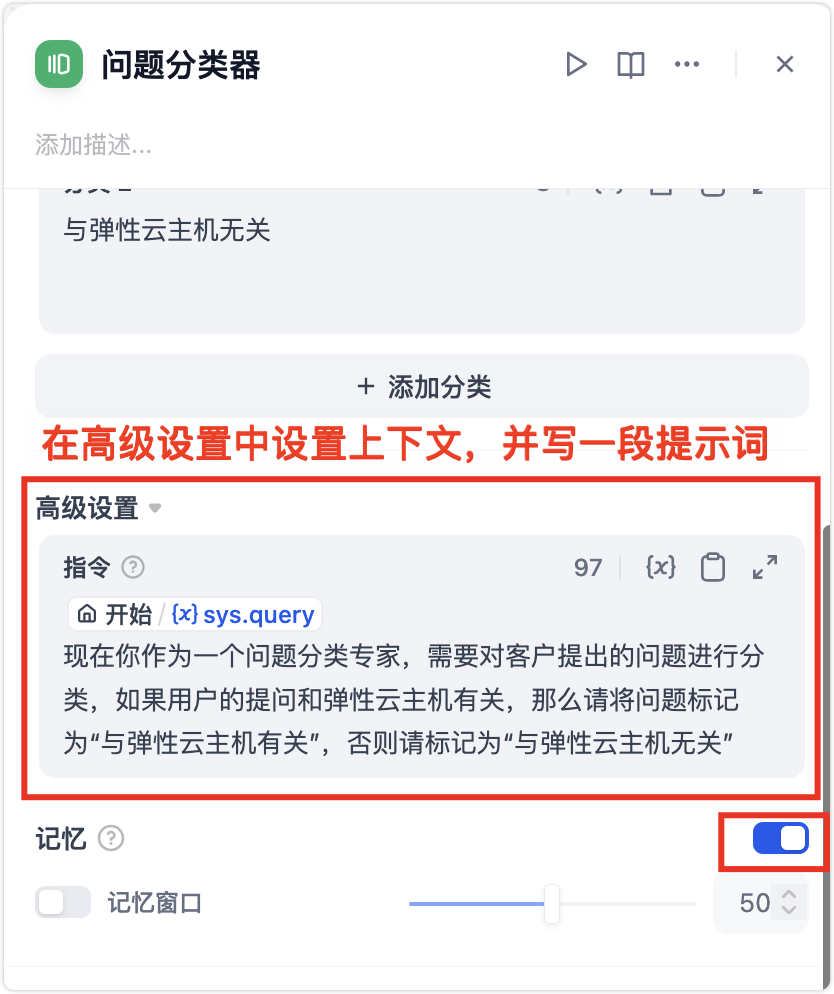 问题分类器
添加描述...
与弹性云主机无关
+ 添加分类
在高级设置中设置上下文，并写一段提示词
高级设置
指令 97 {x}
开始 / {x} sys.query
现在你作为一个问题分类专家，需要对客户提出的问题进行分
类，如果用户的提问和弹性云主机有关，那么请将问题标记
为“与弹性云主机有关”，否则请标记为“与弹性云主机无关”
记忆
记忆窗口 50